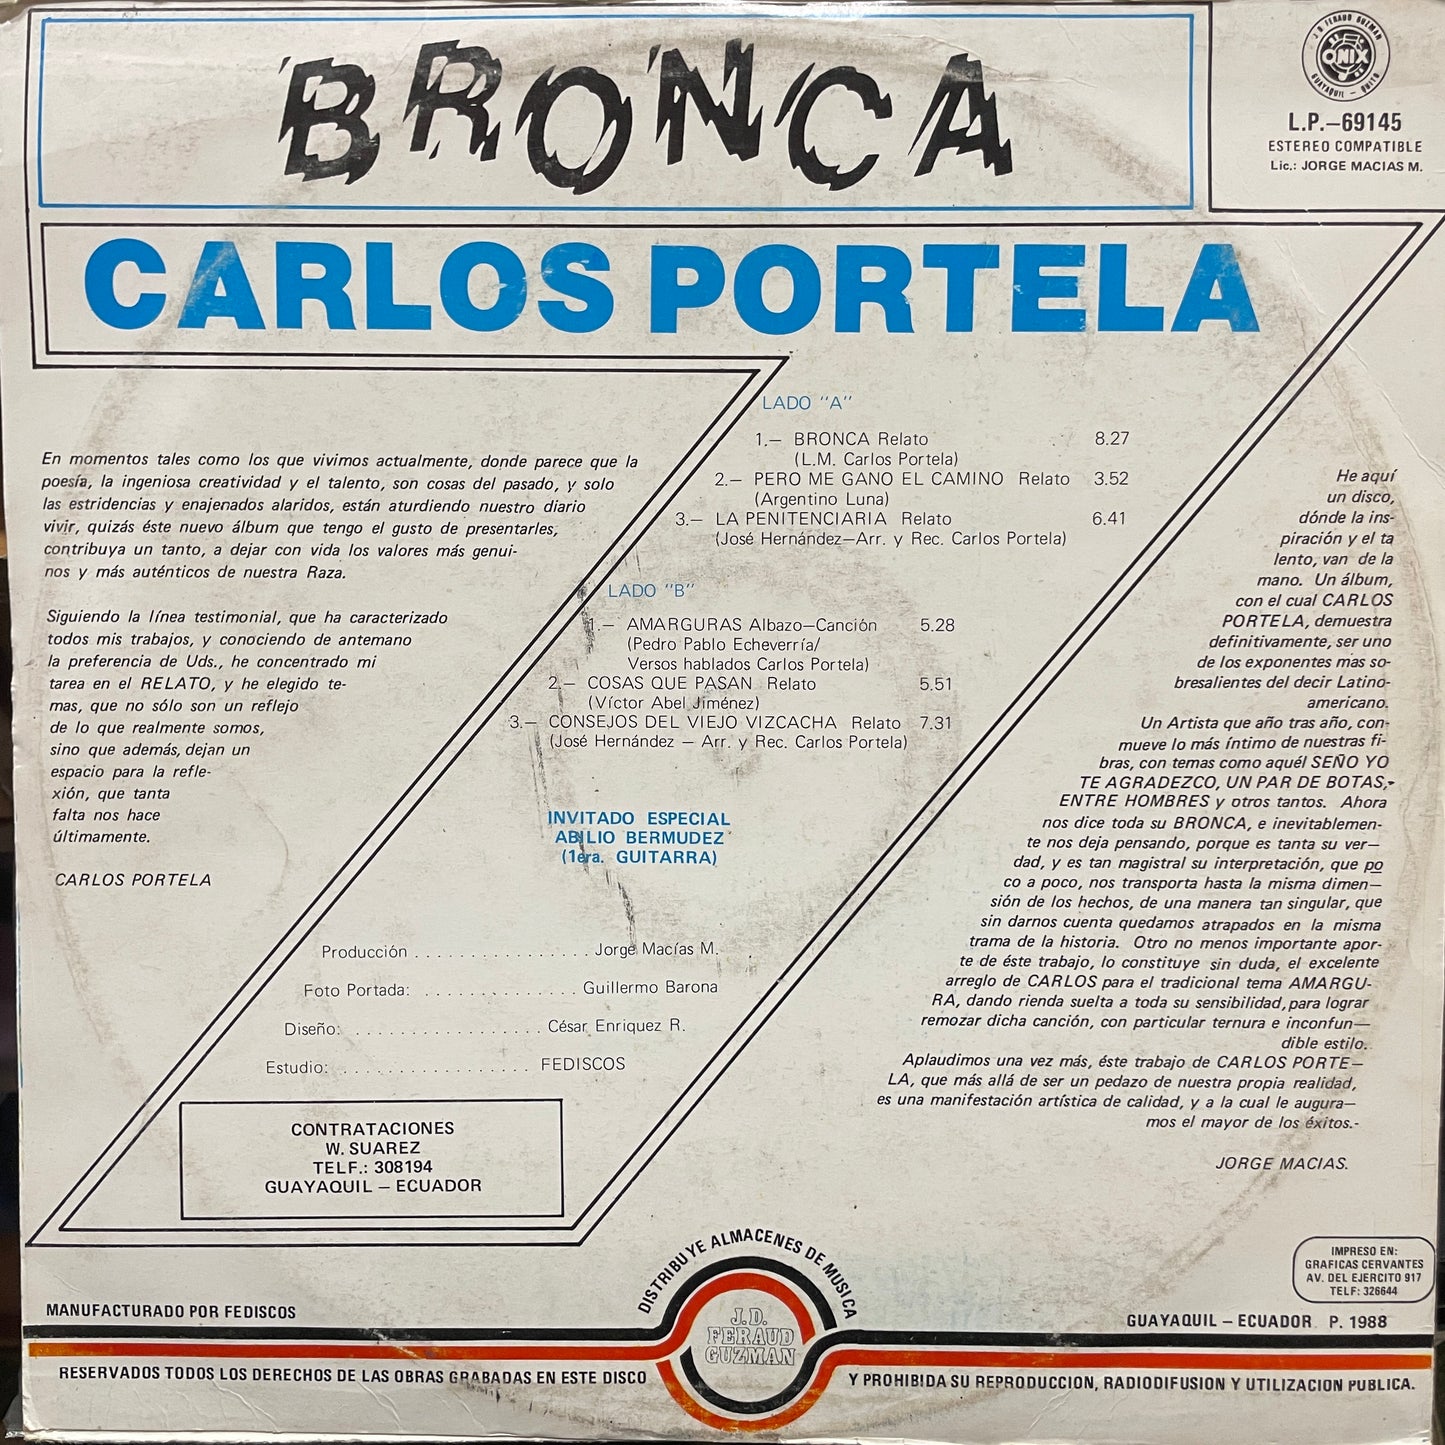 BRONCA
J.D. FERAUD GUZMAN
ONIX
GUAYAQUIL - QUITO
L.P.-69145
ESTEREO COMPATIBLE
Lic.: JORGE MACIAS M.
CARLOS PORTELA
En momentos tales como los que vivimos actualmente, donde parece que la
poesía, la ingeniosa creatividad y el talento, son cosas del pasado, y solo
las estridencias y enajenados alaridos, están aturdiendo nuestro diario
vivir, quizás éste nuevo álbum que tengo el gusto de presentarles,
contribuya un tanto, a dejar con vida los valores más genui-
nos y más auténticos de nuestra Raza.
Siguiendo la línea testimonial, que ha caracterizado
todos mis trabajos, y conociendo de antemano
la preferencia de Uds., he concentrado mi
tarea en el RELATO, y he elegido te-
mas, que no sólo son un reflejo
de lo que realmente somos,
sino que además, dejan un
espacio para la refle-
xión, que tanta
falta nos hace
últimamente.
CARLOS PORTELA
LADO "A"
1.- BRONCA Relato 8.27
(L.M. Carlos Portela)
2.- PERO ME GANO EL CAMINO Relato 3.52
(Argentino Luna)
3.- LA PENITENCIARIA Relato 6.41
(José Hernández-Arr. y Rec. Carlos Portela)
LADO "B"
1.- AMARGURAS Albazo-Canción 5.28
(Pedro Pablo Echeverría/
Versos hablados Carlos Portela)
2.- COSAS QUE PASAN Relato 5.51
(Víctor Abel Jiménez)
3.- CONSEJOS DEL VIEJO VIZCACHA Relato 7.31
(José Hernández - Arr. y Rec. Carlos Portela)
INVITADO ESPECIAL
ABILIO BERMUDEZ
(1era. GUITARRA)
Producción . . . . . . . . . . . . . . . . . Jorge Macías M.
Foto Portada: . . . . . . . . . . . . . . . Guillermo Barona
Diseño: . . . . . . . . . . . . . . . . . . César Enriquez R.
Estudio: . . . . . . . . . . . . . . . . . . FEDISCOS
CONTRATACIONES
W. SUAREZ
TELF.: 308194
GUAYAQUIL - ECUADOR
He aquí
un disco,
dónde la ins-
piración y el ta
lento, van de la
mano. Un álbum,
con el cual CARLOS
PORTELA, demuestra
definitivamente, ser uno
de los exponentes mas so-
bresalientes del decir Latino-
americano.
Un Artista que año tras año, con-
mueve lo más íntimo de nuestras fi-
bras, con temas como aquél SEÑO YO
TE AGRADEZCO, UN PAR DE BOTAS,-
ENTRE HOMBRES y otros tantos. Ahora
nos dice toda su BRONCA, e inevitablemen-
te nos deja pensando, porque es tanta su ver-
dad, y es tan magistral su interpretación, que po
co a poco, nos transporta hasta la misma dimen-
sión de los hechos, de una manera tan singular, que
sin darnos cuenta quedamos atrapados en la misma
trama de la historia. Otro no menos importante apor-
te de éste trabajo, lo constituye sin duda, el excelente
arreglo de CARLOS para el tradicional tema AMARGU-
RA, dando rienda suelta a toda su sensibilidad, para lograr
remozar dicha canción, con particular ternura e inconfun-
dible estilo.
Aplaudimos una vez más, éste trabajo de CARLOS PORTE-
LA, que más allá de ser un pedazo de nuestra propia realidad,
es una manifestación artística de calidad, y a la cual le augura-
mos el mayor de los éxitos.-
JORGE MACIAS.
IMPRESO EN:
GRAFICAS CERVANTES
AV. DEL EJERCITO 917
TELF: 326644
DISTRIBUYE ALMACENES DE MUSICA
J.D.
FERAUD
GUZMAN
MANUFACTURADO POR FEDISCOS
GUAYAQUIL - ECUADOR P. 1988
RESERVADOS TODOS LOS DERECHOS DE LAS OBRAS GRABADAS EN ESTE DISCO
Y PROHIBIDA SU REPRODUCCION, RADIODIFUSION Y UTILIZACION PUBLICA.